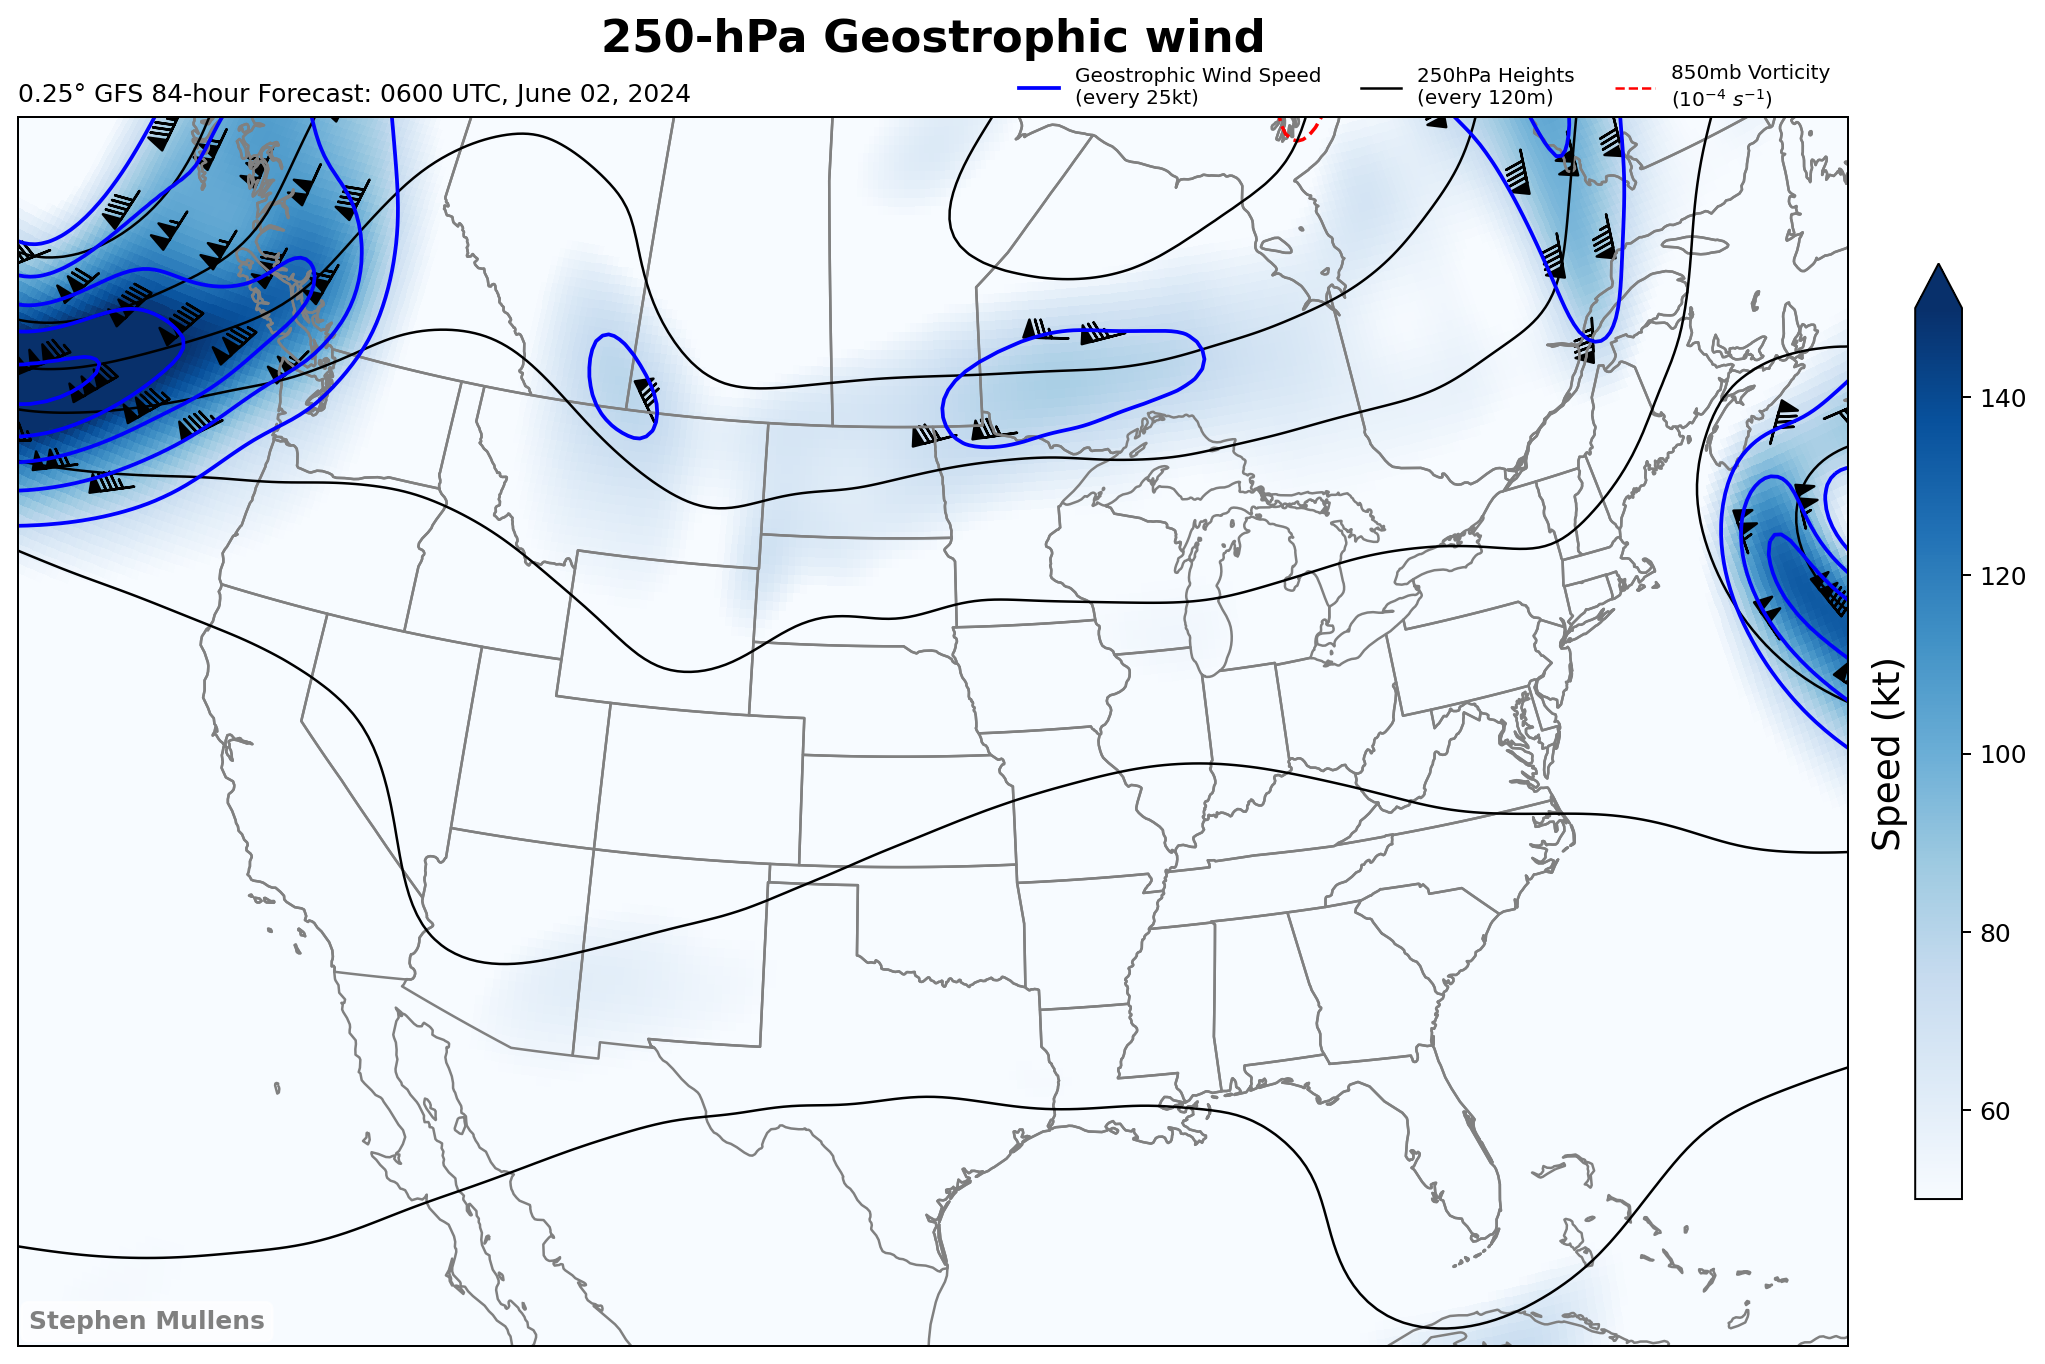 250-hPa Geostrophic wind
0.25° GFS 84-hour Forecast: 0600 UTC, June 02, 2024
Geostrophic Wind Speed
(every 25kt)
250hPa Heights
(every 120m)
850mb Vorticity
(10⁻⁴ s⁻¹)
140
120
100
80
60
Speed (kt)
Stephen Mullens